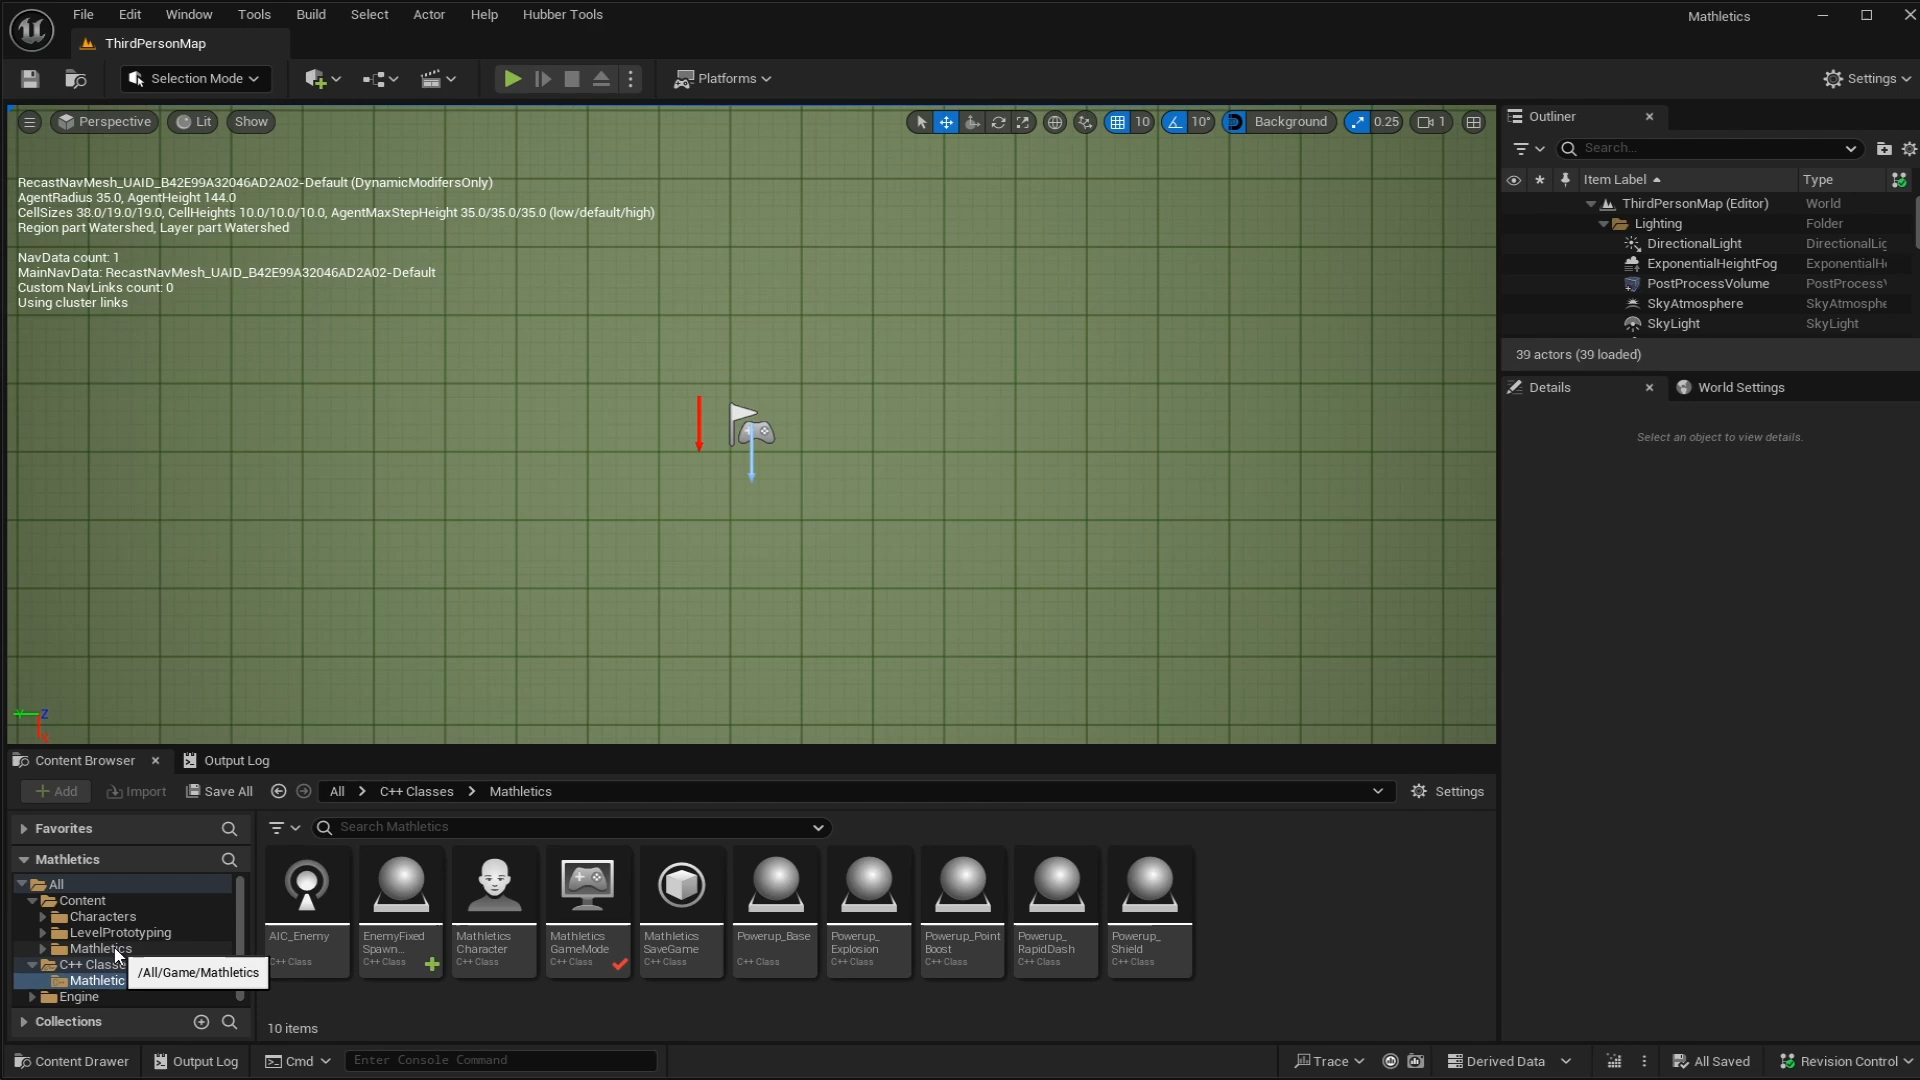 File Edit Window Tools Build Select Actor Help Hubber Tools
Mathletics
ThirdPersonMap
Selection Mode
Platforms
Settings
Perspective Lit Show
10 10° Background 0.25 1
RecastNavMesh_UAID_B42E99A32046AD2A02-Default (DynamicModifersOnly)
AgentRadius 35.0, AgentHeight 144.0
CellSizes 38.0/19.0/19.0, CellHeights 10.0/10.0/10.0, AgentMaxStepHeight 35.0/35.0/35.0 (low/default/high)
Region part Watershed, Layer part Watershed
NavData count: 1
MainNavData: RecastNavMesh_UAID_B42E99A32046AD2A02-Default
Custom NavLinks count: 0
Using cluster links
Z
Outliner
Search...
Item Label Type
ThirdPersonMap (Editor) World
Lighting Folder
DirectionalLight DirectionalLig
ExponentialHeightFog ExponentialHe
PostProcessVolume PostProcessV
SkyAtmosphere SkyAtmosphe
SkyLight SkyLight
39 actors (39 loaded)
Details World Settings
Select an object to view details.
Content Browser Output Log
Add Import Save All All C++ Classes Mathletics Settings
Favorites
Search Mathletics
Mathletics
All
Content
Characters
LevelPrototyping
Mathletics
C++ Classe
/All/Game/Mathletics
Mathletic
Engine
Collections
AIC_Enemy
C++ Class
EnemyFixed
Spawn...
C++ Class
Mathletics
Character
C++ Class
Mathletics
GameMode
C++ Class
Mathletics
SaveGame
C++ Class
Powerup_Base
C++ Class
Powerup_
Explosion
C++ Class
Powerup_Point
Boost
C++ Class
Powerup_
RapidDash
C++ Class
Powerup_
Shield
C++ Class
10 items
Content Drawer Output Log Cmd Enter Console Command Trace Derived Data All Saved Revision Control